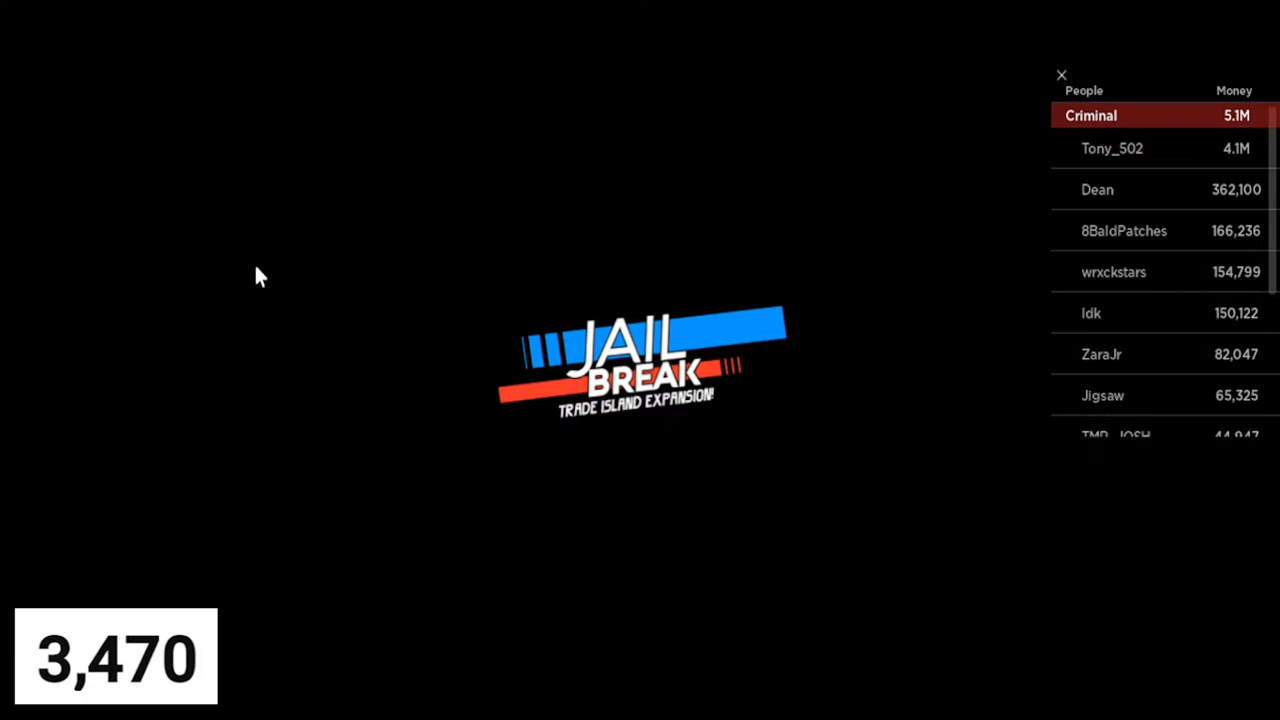 People Money
Criminal 5.1M
Tony_502 4.1M
Dean 362,100
8BaldPatches 166,236
wrxckstars 154,799
Idk 150,122
ZaraJr 82,047
Jigsaw 65,325
JAIL
BREAK
TRADE ISLAND EXPANSION!
3,470